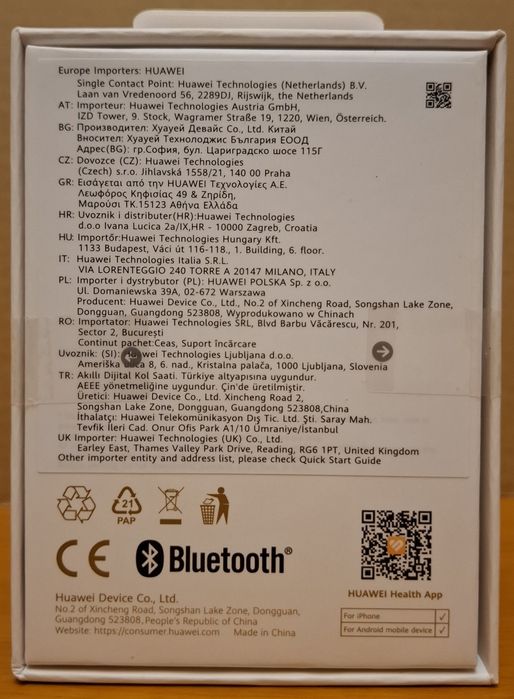 Europe Importers: HUAWEI
Single Contact Point: Huawei Technologies (Netherlands) B.V.
Laan van Vredenoord 56, 2289DJ, Rijswijk, the Netherlands
AT: Importeur: Huawei Technologies Austria GmbH,
IZD Tower, 9. Stock, Wagramer Straße 19, 1220, Wien, Österreich.
BG: Производител: Хуауей Девайс Co., Ltd. Китай
Вносител: Хуауей Технолоджис България ЕООД
Адрес(BG): гр.София, бул. Цариградско шосе 115Г
CZ: Dovozce (CZ): Huawei Technologies
(Czech) s.r.o. Jihlavská 1558/21, 140 00 Praha
GR: Εισάγεται από την HUAWEI Τεχνολογίες Α.Ε.
Λεωφόρος Κηφισίας 49 & Ζηρίδη,
Μαρούσι ΤΚ.15123 Αθήνα Ελλάδα
HR: Uvoznik i distributer(HR):Huawei Technologies
d.o.o Ivana Lucica 2a/IX,HR - 10000 Zagreb, Croatia
HU: Importőr:Huawei Technologies Hungary Kft.
1133 Budapest, Váci út 116-118., 1. Building, 6. floor.
IT: Huawei Technologies Italia S.R.L.
VIA LORENTEGGIO 240 TORRE A 20147 MILANO, ITALY
PL: Importer i dystrybutor (PL): HUAWEI POLSKA Sp. z o.o.
Ul. Domaniewska 39A, 02-672 Warszawa
Producent: Huawei Device Co., Ltd., No.2 of Xincheng Road, Songshan Lake Zone,
Dongguan, Guangdong 523808, Wyprodukowano w Chinach
RO: Importator: Huawei Technologies SRL, Blvd Barbu Văcărescu, Nr. 201,
Sector 2, București
Continut pachet:Ceas, Suport încărcare
Uvoznik: (SI): Huawei Technologies Ljubljana d.o.o.
Ameriška ulica 8, 6. nad., Kristalna palača, 1000 Ljubljana, Slovenia
TR: Akıllı Dijital Kol Saati. Türkiye altyapısına uygundur.
AEEE yönetmeliğine uygundur. Çin'de üretilmiştir.
Üretici: Huawei Device Co., Ltd. Xincheng Road 2,
Songshan Lake Zone, Dongguan, Guangdong 523808,China
İthalatçı: Huawei Telekomünikasyon Dış Tic. Ltd. Şti. Saray Mah.
Tevfik İleri Cad. Onur Ofis Park A1/10 Ümraniye/İstanbul
UK Importer: Huawei Technologies (UK) Co., Ltd.
Earley East, Thames Valley Park Drive, Reading, RG6 1PT, United Kingdom
Other importer entity and address list, please check Quick Start Guide
21
PAP
CE
Bluetooth®
Huawei Device Co., Ltd.
No.2 of Xincheng Road, Songshan Lake Zone, Dongguan,
Guangdong 523808,People's Republic of China
Website: https://consumer.huawei.com Made in China
HUAWEI Health App
For iPhone ✓
For Android mobile device ✓